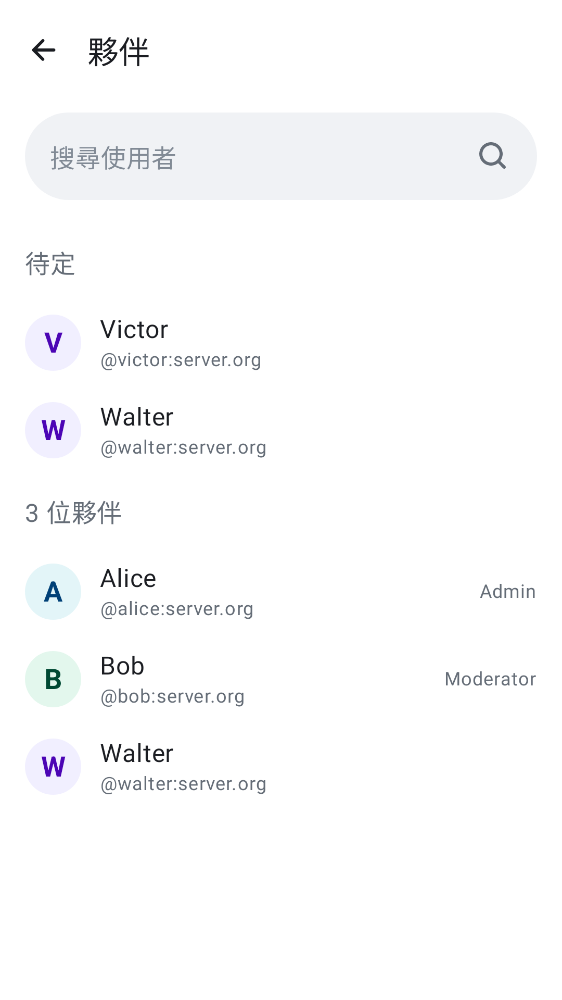 夥伴
搜尋使用者
待定
V
Victor
@victor:server.org
W
Walter
@walter:server.org
3 位夥伴
A
Alice
@alice:server.org
Admin
B
Bob
@bob:server.org
Moderator
W
Walter
@walter:server.org